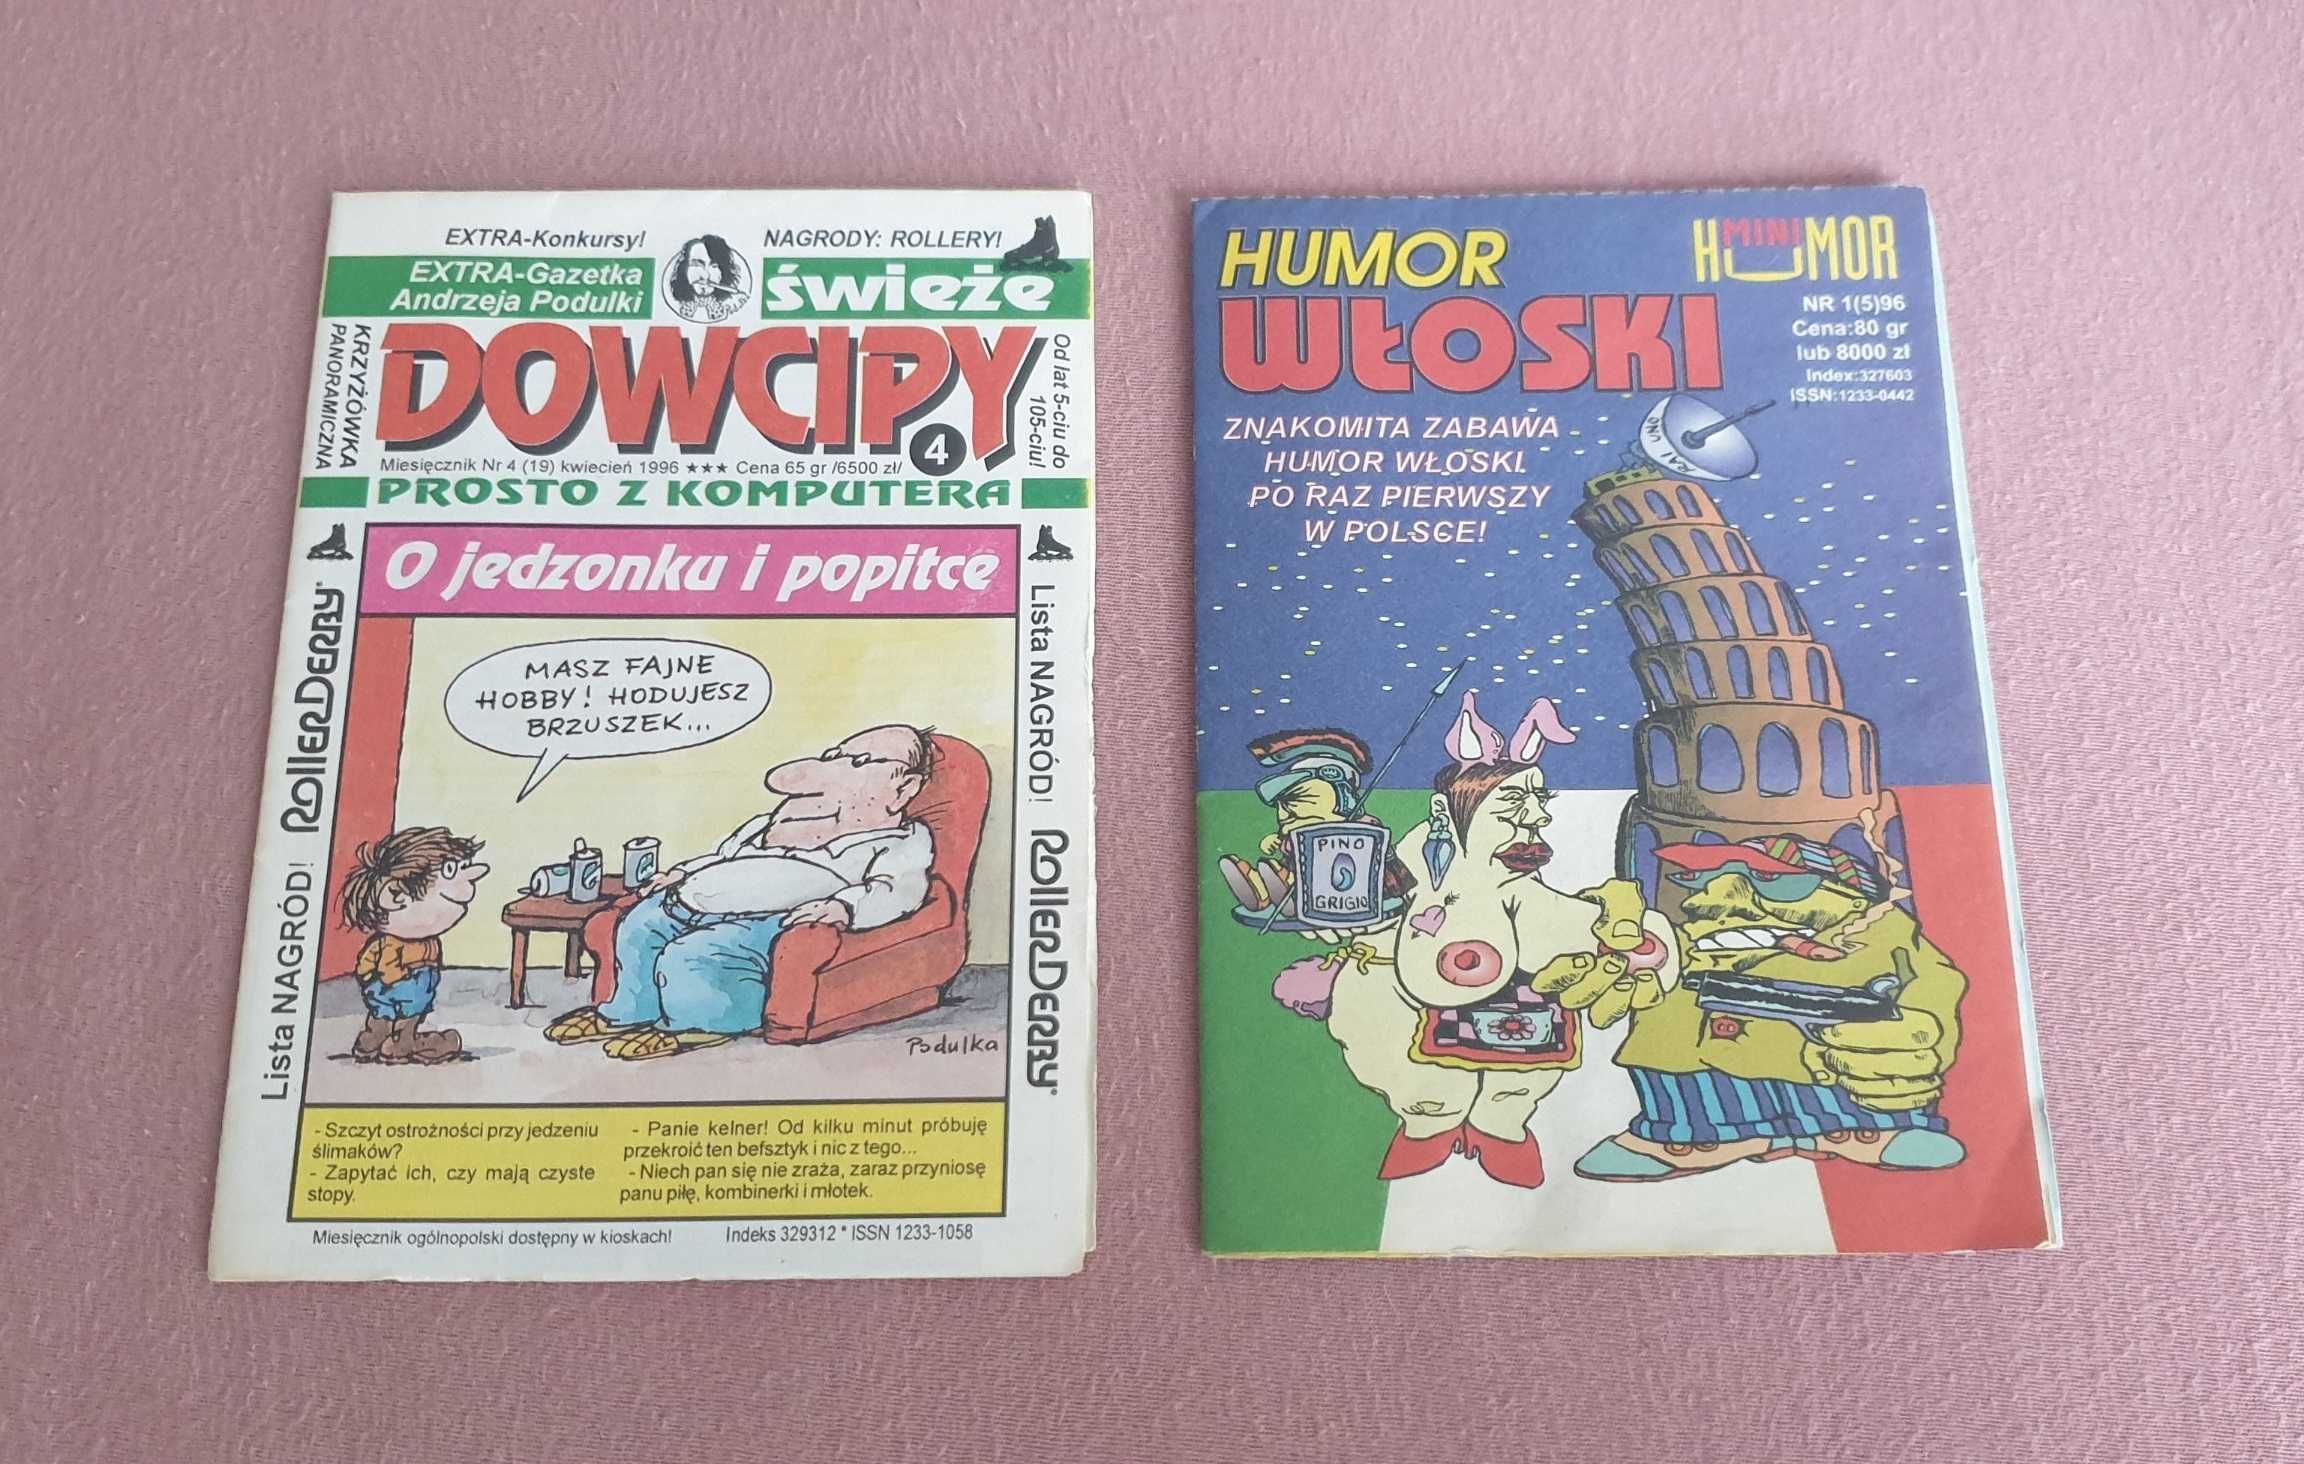 EXTRA-Konkursy!
NAGRODY: ROLLERY!
EXTRA-Gazetka
Andrzeja Podulki
świeże
KRZYŻÓWKA
PANORAMICZNA
DOWCIPY
Od lat 5-ciu do
105-ciu!
4
Miesięcznik Nr 4 (19) kwiecień 1996 ★★★ Cena 65 gr /6500 zł/
PROSTO Z KOMPUTERA
O jedzonku i popitce
Lista NAGRÓD! ROLLER DERBY®
MASZ FAJNE
HOBBY! HODUJESZ
BRZUSZEK...
Podulka
Lista NAGRÓD! ROLLER DERBY®
- Szczyt ostrożności przy jedzeniu
ślimaków?
- Zapytać ich, czy mają czyste
stopy.
- Panie kelner! Od kilku minut próbuję
przekroić ten befsztyk i nic z tego...
- Niech pan się nie zraża, zaraz przyniosę
panu piłę, kombinerki i młotek.
Miesięcznik ogólnopolski dostępny w kioskach!
Indeks 329312 * ISSN 1233-1058
HUMOR
WŁOSKI
MINI
HUMOR
NR 1(5)96
Cena:80 gr
lub 8000 zł
Index:327603
ISSN:1233-0442
ZNAKOMITA ZABAWA
HUMOR WŁOSKI
PO RAZ PIERWSZY
W POLSCE!
RAI UNO
PINO
GRIGIO